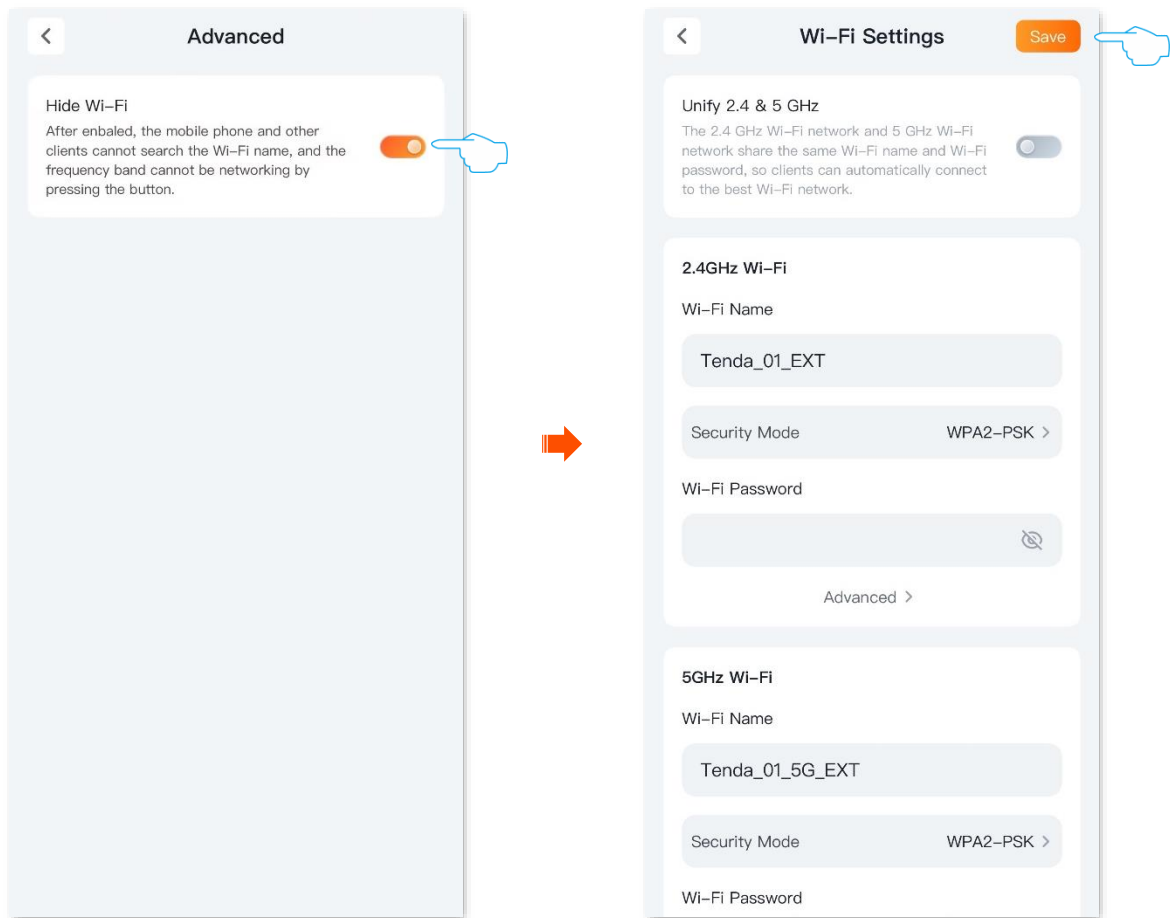 Advanced
Hide Wi-Fi
After enbaled, the mobile phone and other
clients cannot search the Wi-Fi name, and the
frequency band cannot be networking by
pressing the button.
Wi-Fi Settings
Save
Unify 2.4 & 5 GHz
The 2.4 GHz Wi-Fi network and 5 GHz Wi-Fi
network share the same Wi-Fi name and Wi-Fi
password, so clients can automatically connect
to the best Wi-Fi network.
2.4GHz Wi-Fi
Wi-Fi Name
Tenda_01_EXT
Security Mode WPA2-PSK >
Wi-Fi Password
Advanced >
5GHz Wi-Fi
Wi-Fi Name
Tenda_01_5G_EXT
Security Mode WPA2-PSK >
Wi-Fi Password